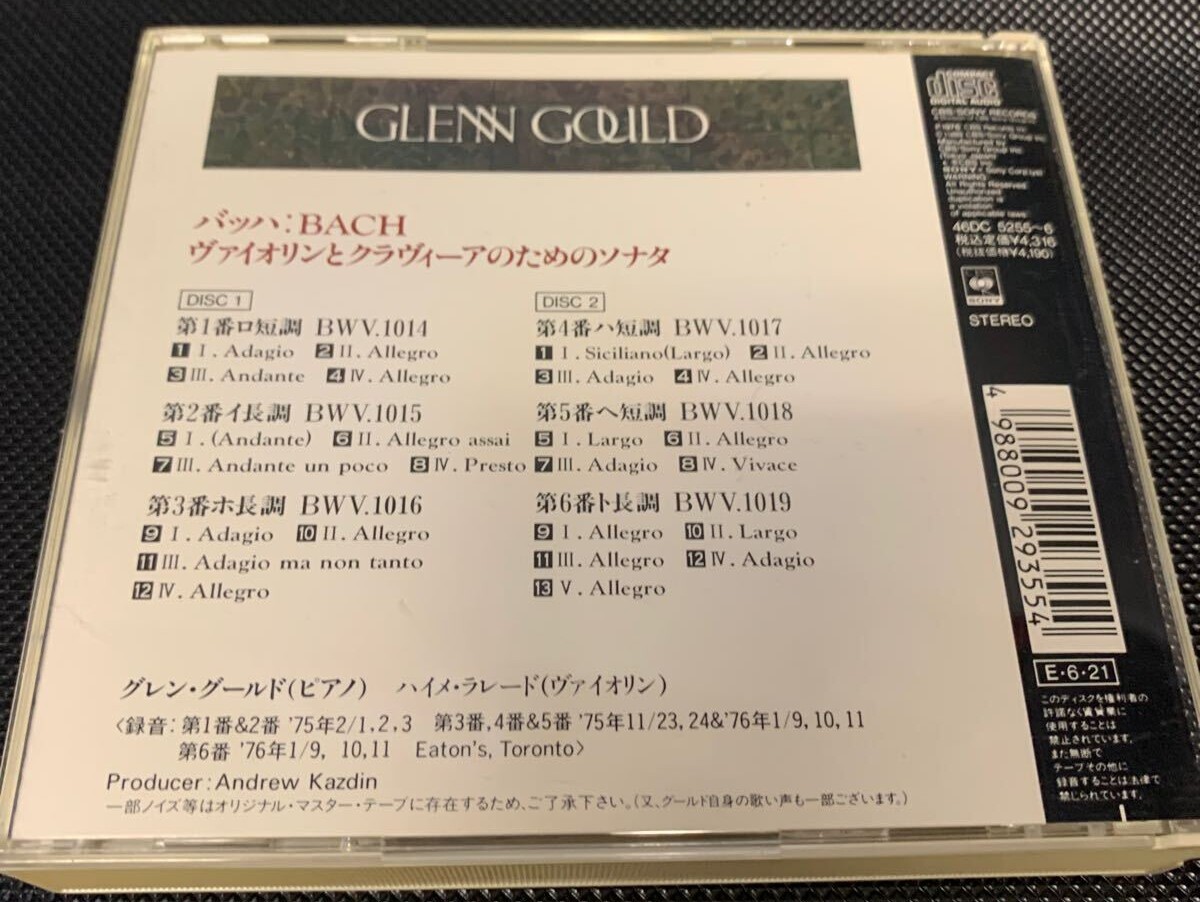 GLENN GOULD
バッハ:BACH
ヴァイオリンとクラヴィーアのためのソナタ
DISC 1
第1番ロ短調 BWV.1014
1 I. Adagio 2 II. Allegro
3 III. Andante 4 IV. Allegro
第2番イ長調 BWV.1015
5 I. (Andante) 6 II. Allegro assai
7 III. Andante un poco 8 IV. Presto
第3番ホ長調 BWV.1016
9 I. Adagio 10 II. Allegro
11 III. Adagio ma non tanto
12 IV. Allegro
DISC 2
第4番ハ短調 BWV.1017
1 I. Siciliano(Largo) 2 II. Allegro
3 III. Adagio 4 IV. Allegro
第5番ヘ短調 BWV.1018
5 I. Largo 6 II. Allegro
7 III. Adagio 8 IV. Vivace
第6番ト長調 BWV.1019
9 I. Allegro 10 II. Largo
11 III. Allegro 12 IV. Adagio
13 V. Allegro
グレン・グールド(ピアノ) ハイメ・ラレード(ヴァイオリン)
〈録音:第1番&2番 '75年2/1,2,3 第3番,4番&5番 '75年11/23,24&'76年1/9,10,11
第6番 '76年1/9, 10,11 Eaton's, Toronto〉
Producer:Andrew Kazdin
一部ノイズ等はオリジナル・マスター・テープに存在するため、ご了承下さい。(又、グールド自身の歌い声も一部ございます。)
COMPACT
disc
DIGITAL AUDIO
CBS/SONY RECORDS
Manufactured by
CBS/Sony Group Inc.
WARNING:
All Rights Reserved
Unauthorized
duplication is
a violation
of applicable laws
46DC 5255~6
税込定価¥4,316
(税抜価格¥4,190)
SONY
STEREO
4 988009 293554
E・6・21
このディスクを権利者の
許諾なく賃貸業に
使用することは
禁止されています。
また無断で
テープその他に
録音することは法律で
禁じられています。